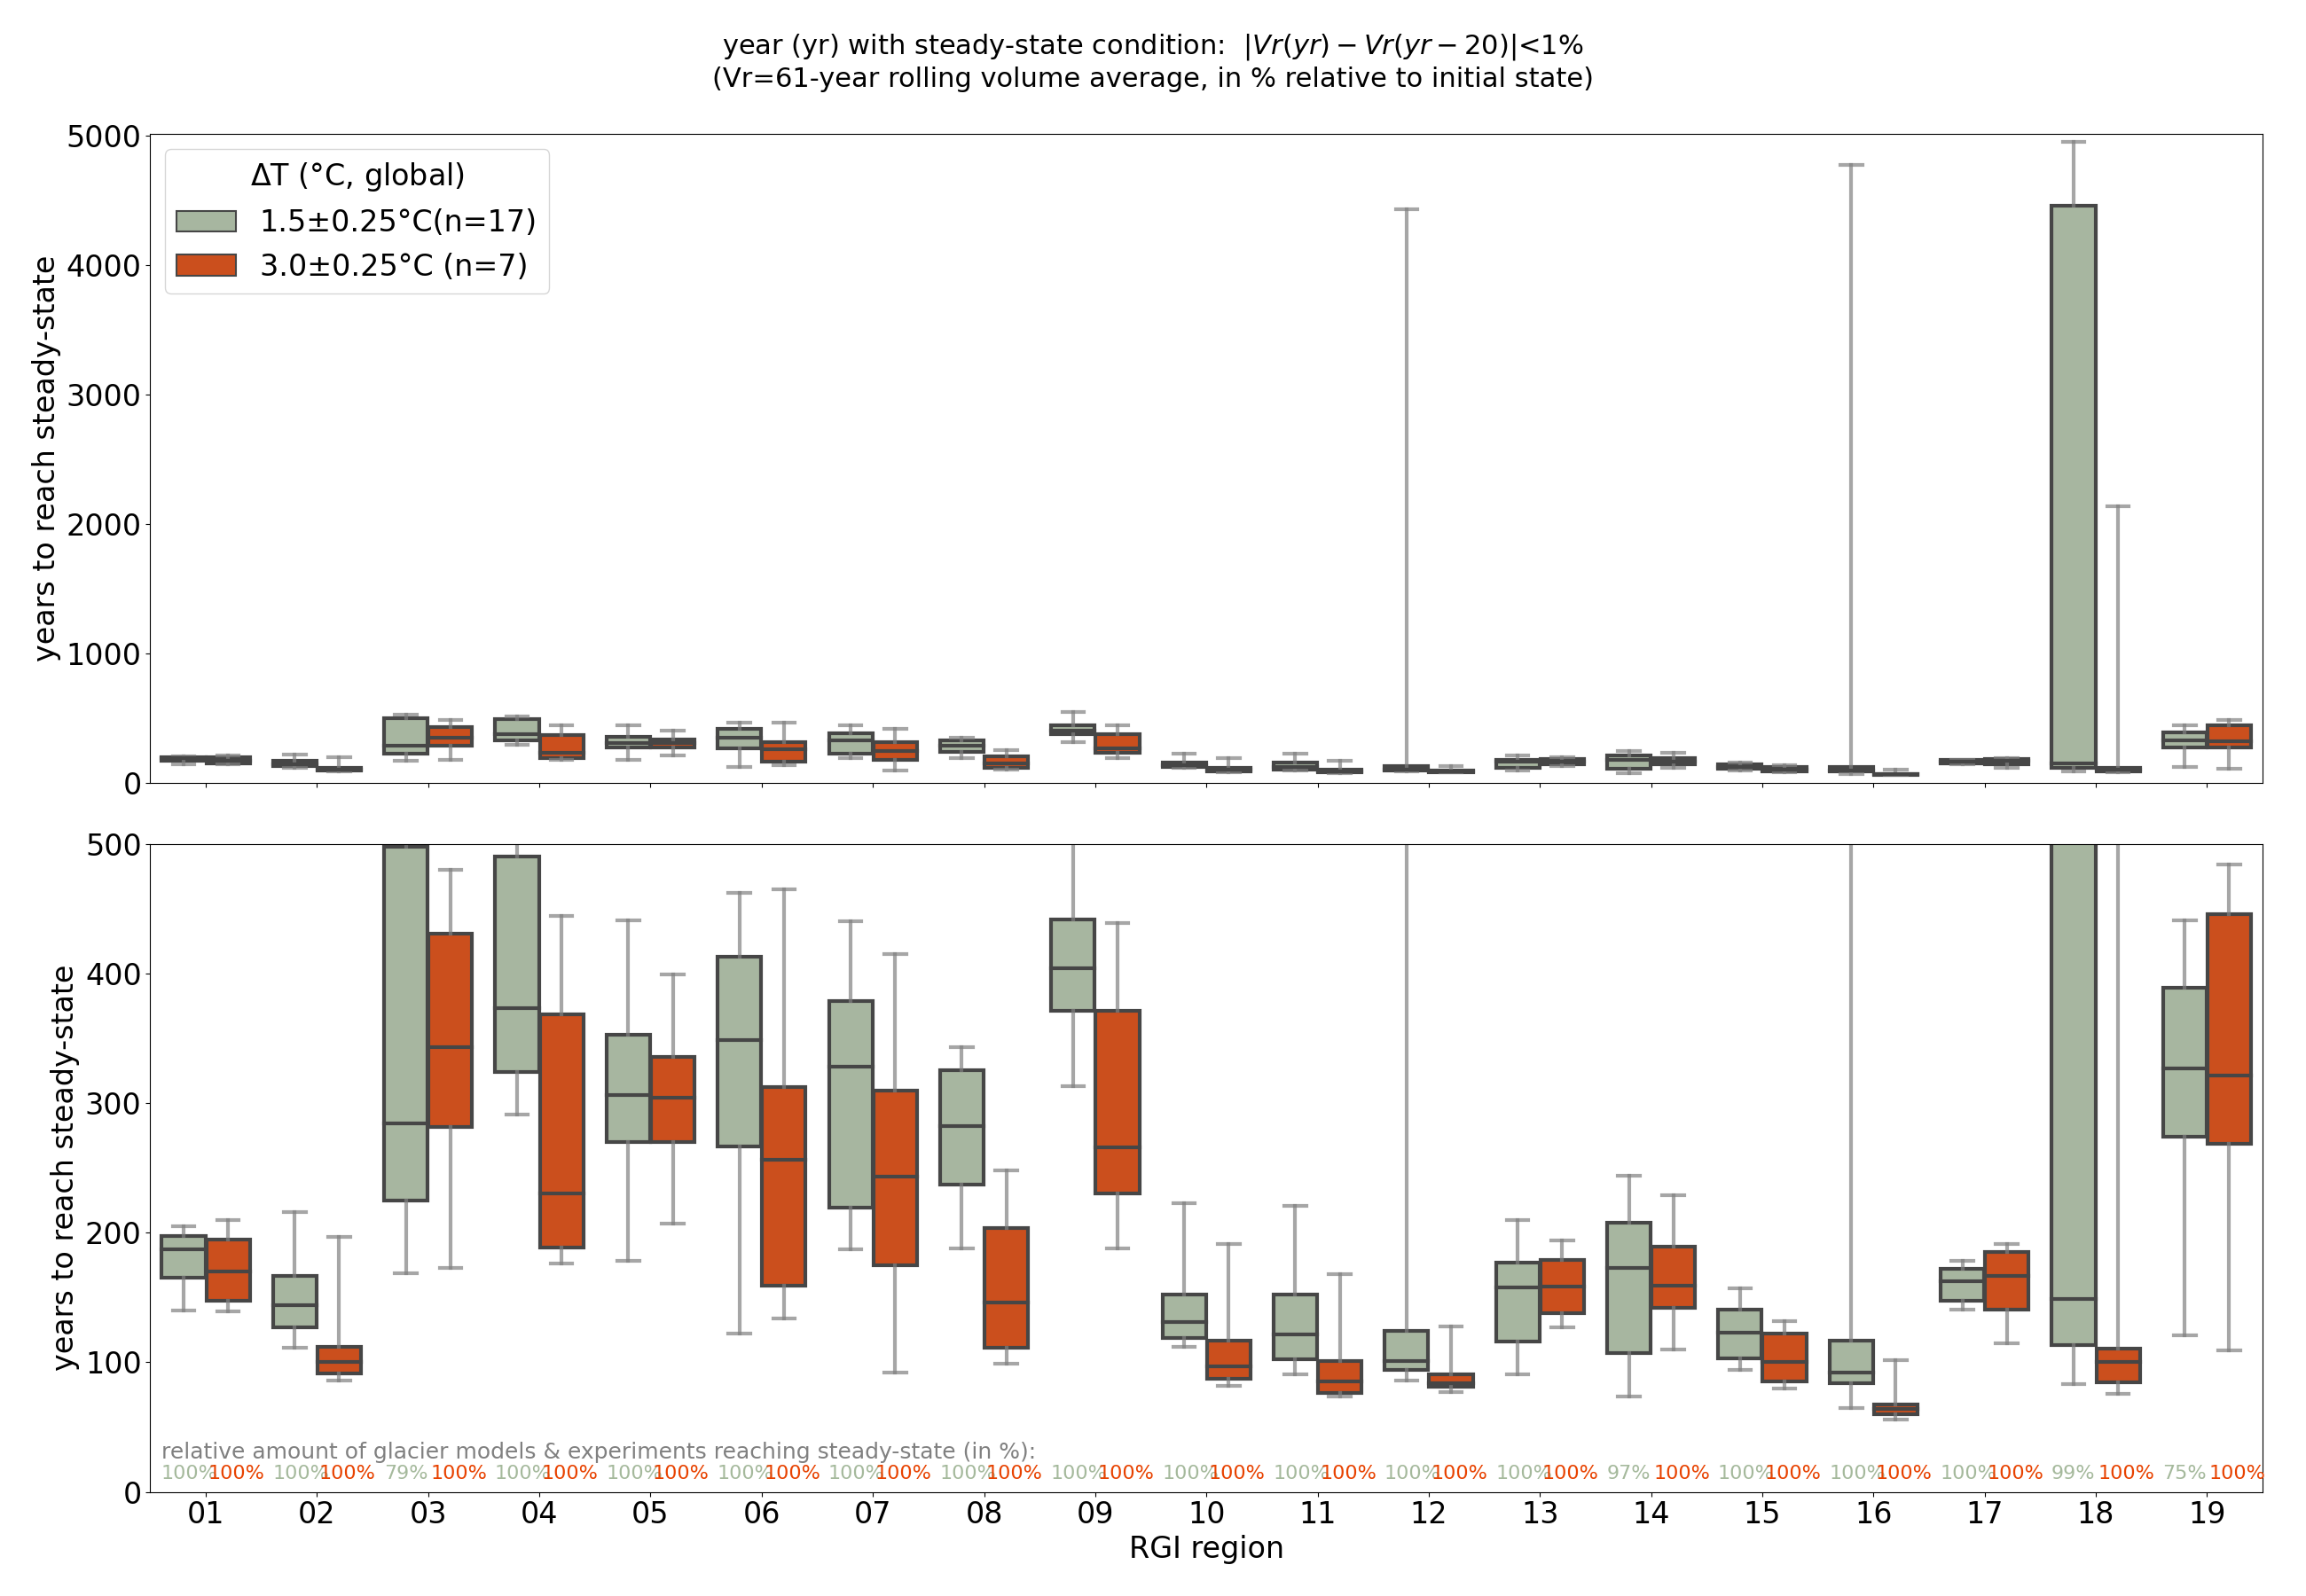 year (yr) with steady-state condition: |Vr(yr) − Vr(yr − 20)|<1%
(Vr=61-year rolling volume average, in % relative to initial state)
years to reach steady-state
5000
4000
3000
2000
1000
0
ΔT (°C, global)
1.5±0.25°C(n=17)
3.0±0.25°C (n=7)
years to reach steady-state
500
400
300
200
100
0
relative amount of glacier models & experiments reaching steady-state (in %):
100% 100% 100% 100% 79% 100% 100% 100% 100% 100% 100% 100% 100% 100% 100% 100% 100% 100% 100% 100% 100% 100% 100% 100% 100% 100% 97% 100% 100% 100% 100% 100% 100% 100% 99% 100% 75% 100%
01 02 03 04 05 06 07 08 09 10 11 12 13 14 15 16 17 18 19
RGI region